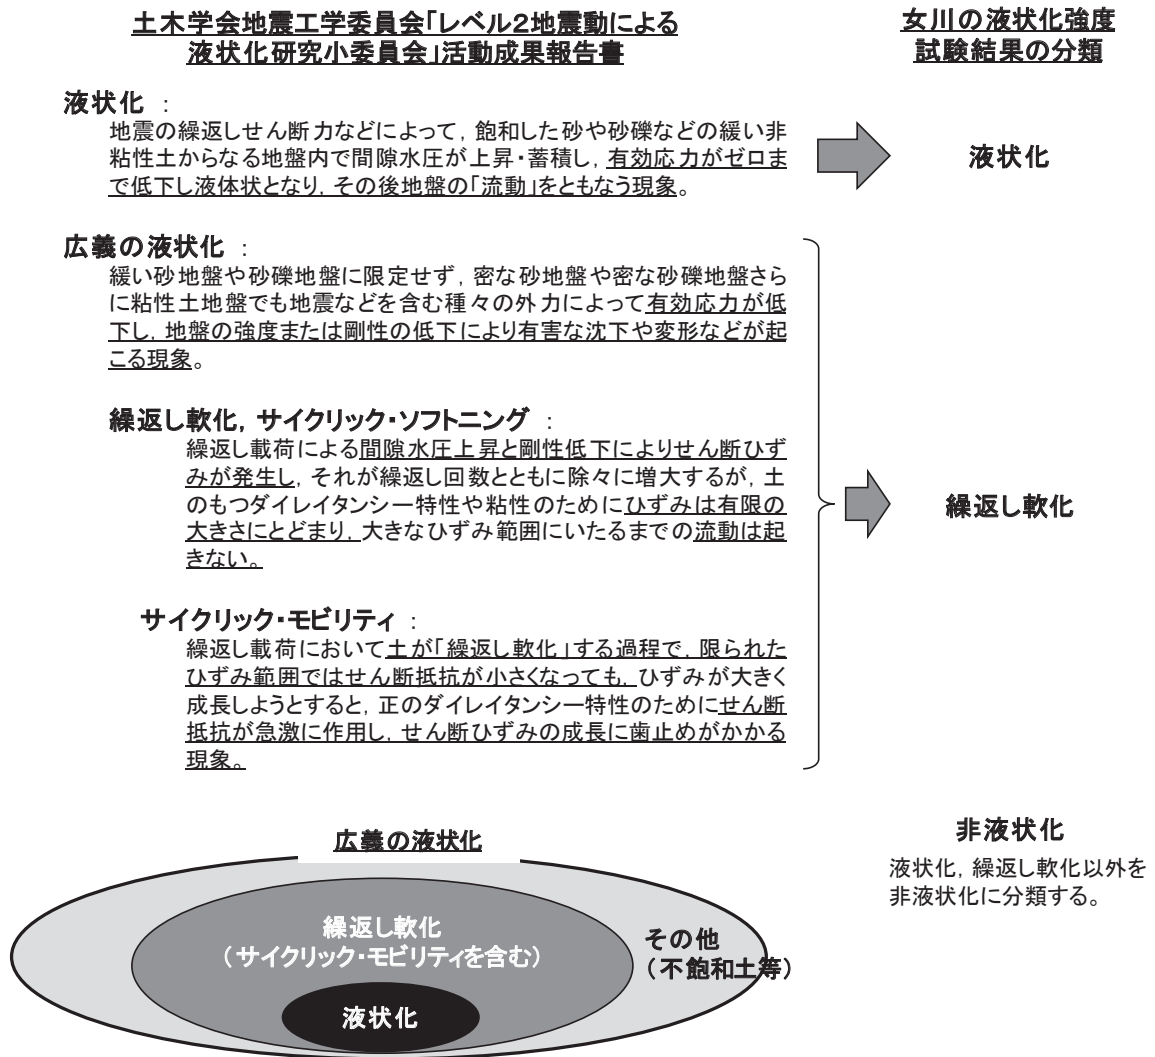 土木学会地震工学委員会「レベル2地震動による
液状化研究小委員会」活動成果報告書
女川の液状化強度
試験結果の分類
液状化 :
地震の繰返しせん断力などによって，飽和した砂や砂礫などの緩い非
粘性土からなる地盤内で間隙水圧が上昇・蓄積し，有効応力がゼロま
で低下し液体状となり，その後地盤の「流動」をともなう現象。
液状化
広義の液状化 :
緩い砂地盤や砂礫地盤に限定せず，密な砂地盤や密な砂礫地盤さら
に粘性土地盤でも地震などを含む種々の外力によって有効応力が低
下し，地盤の強度または剛性の低下により有害な沈下や変形などが起
こる現象。
繰返し軟化，サイクリック・ソフトニング :
繰返し載荷による間隙水圧上昇と剛性低下によりせん断ひず
みが発生し，それが繰返し回数とともに除々に増大するが，土
のもつダイレイタンシー特性や粘性のためにひずみは有限の
大きさにとどまり，大きなひずみ範囲にいたるまでの流動は起
きない。
繰返し軟化
サイクリック・モビリティ :
繰返し載荷において土が「繰返し軟化」する過程で，限られた
ひずみ範囲ではせん断抵抗が小さくなっても，ひずみが大きく
成長しようとすると，正のダイレイタンシー特性のためにせん断
抵抗が急激に作用し，せん断ひずみの成長に歯止めがかかる
現象。
非液状化
液状化，繰返し軟化以外を
非液状化に分類する。
広義の液状化
繰返し軟化
（サイクリック・モビリティを含む）
その他
（不飽和土等）
液状化